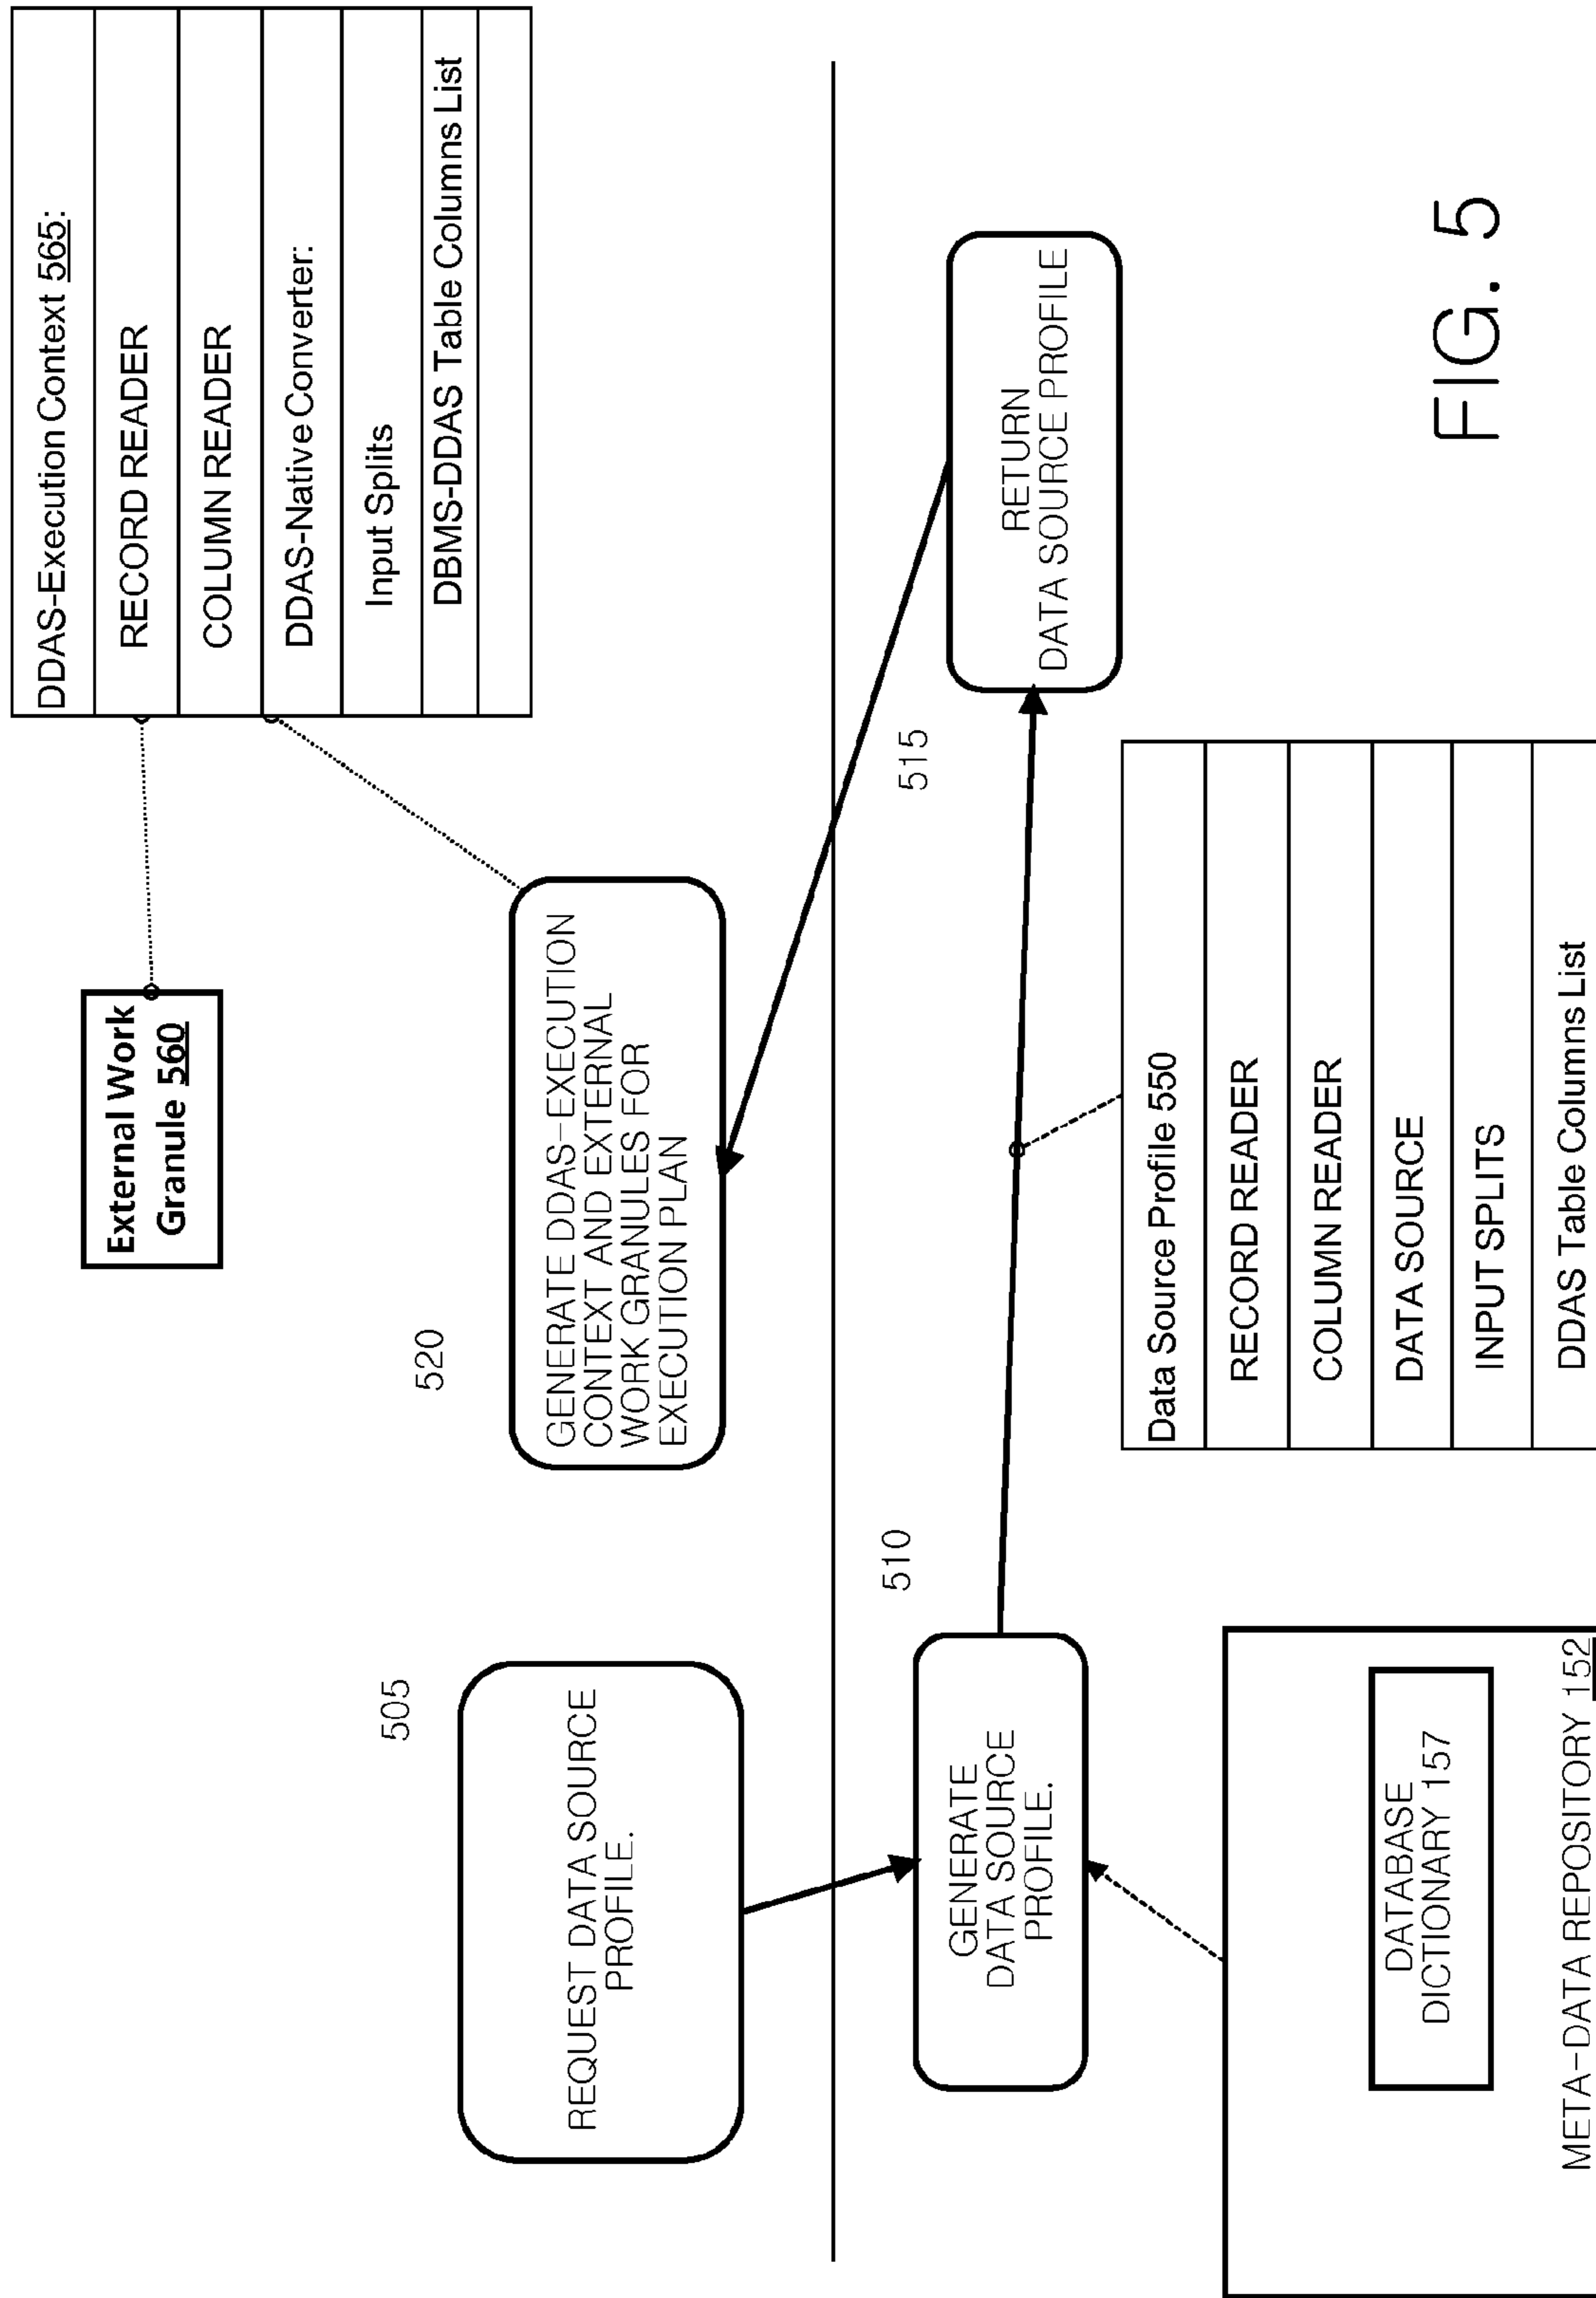 DDAS-Execution Context 565:
RECORD READER
COLUMN READER
DDAS-Native Converter:
Input Splits
DBMS-DDAS Table Columns List
External Work
Granule 560
505
REQUEST DATA SOURCE
PROFILE.
520
GENERATE DDAS-EXECUTION
CONTEXT AND EXTERNAL
WORK GRANULES FOR
EXECUTION PLAN
510
GENERATE
DATA SOURCE
PROFILE.
515
RETURN
DATA SOURCE PROFILE
Data Source Profile 550
RECORD READER
COLUMN READER
DATA SOURCE
INPUT SPLITS
DDAS Table Columns List
DATABASE
DICTIONARY 157
META-DATA REPOSITORY 152
FIG. 5